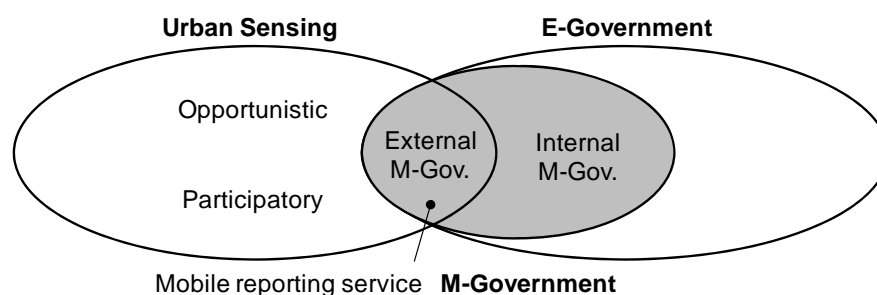 Urban Sensing
E-Government
Opportunistic
External
M-Gov.
Internal
M-Gov.
Participatory
Mobile reporting service
M-Government